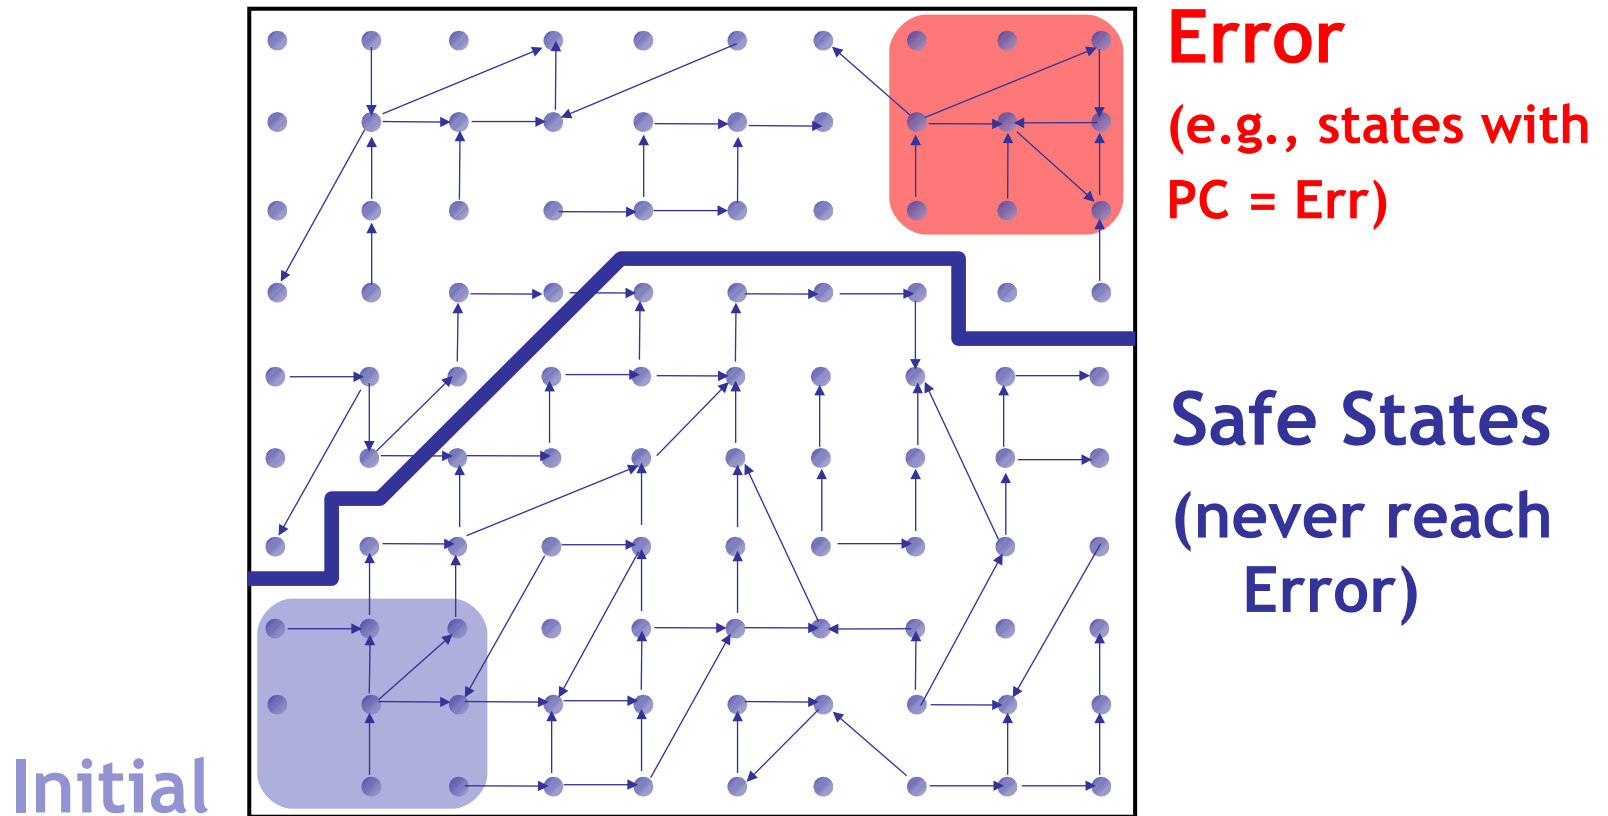 Error
(e.g., states with
PC = Err)
Safe States
(never reach
Error)
Initial